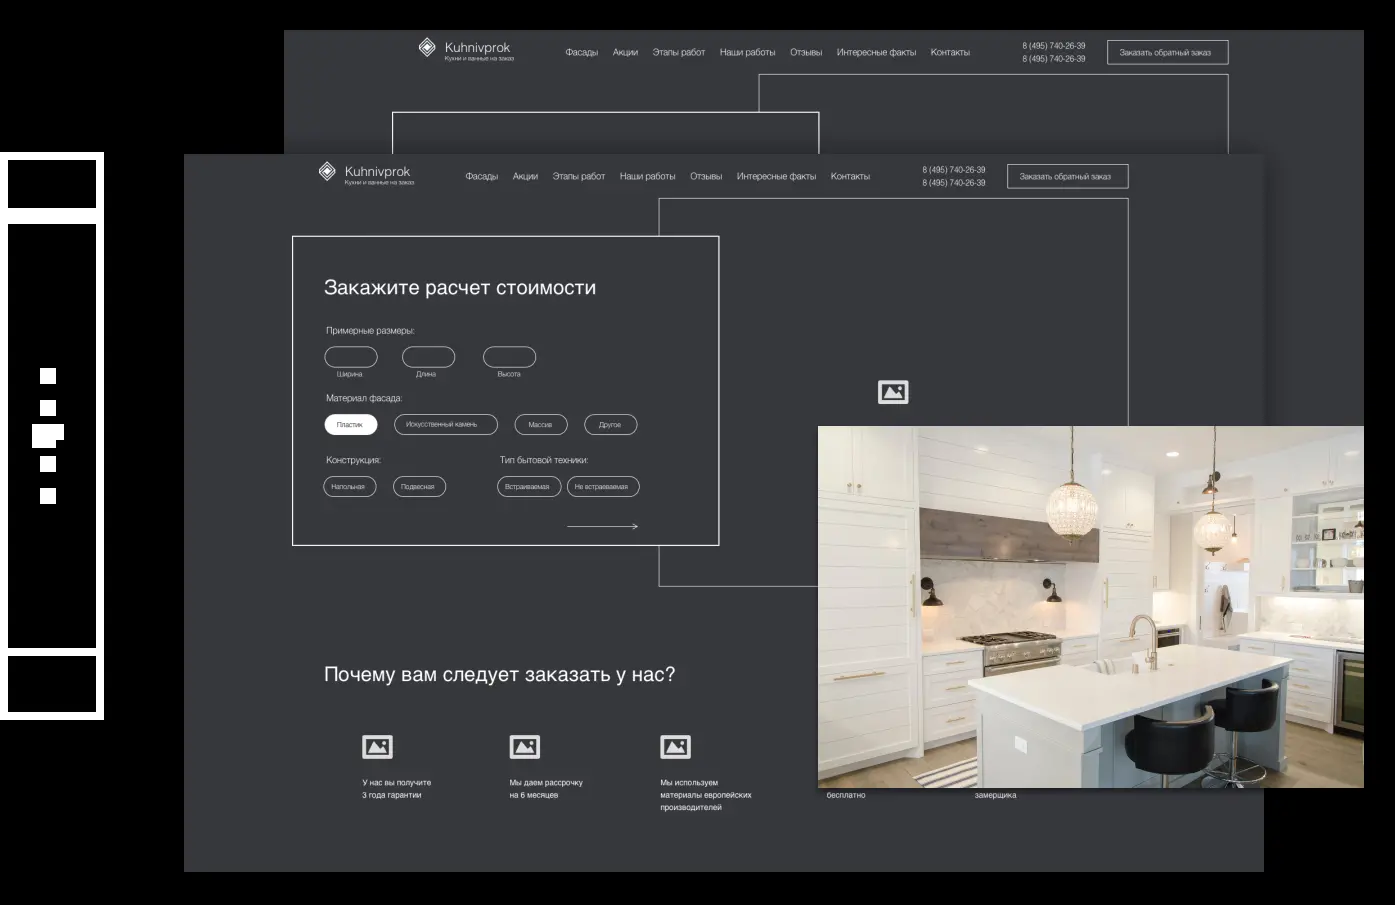 Kuhnivprok
Кухни и ванные на заказ
Фасады Акции Этапы работ Наши работы Отзывы Интересные факты Контакты
8 (495) 740-26-39
8 (495) 740-26-39
Заказать обратный заказ
Kuhnivprok
Кухни и ванные на заказ
Фасады Акции Этапы работ Наши работы Отзывы Интересные факты Контакты
8 (495) 740-26-39
8 (495) 740-26-39
Заказать обратный заказ
Закажите расчет стоимости
Примерные размеры:
Ширина Длина Высота
Материал фасада:
Пластик Искусственный камень Массив Другое
Конструкция: Тип бытовой техники:
Напольная Подвесная Встраиваемая Не встраеваемая
Почему вам следует заказать у нас?
У нас вы получите
3 года гарантии
Мы даем рассрочку
на 6 месяцев
Мы используем
материалы европейских
производителей
бесплатно
замерщика